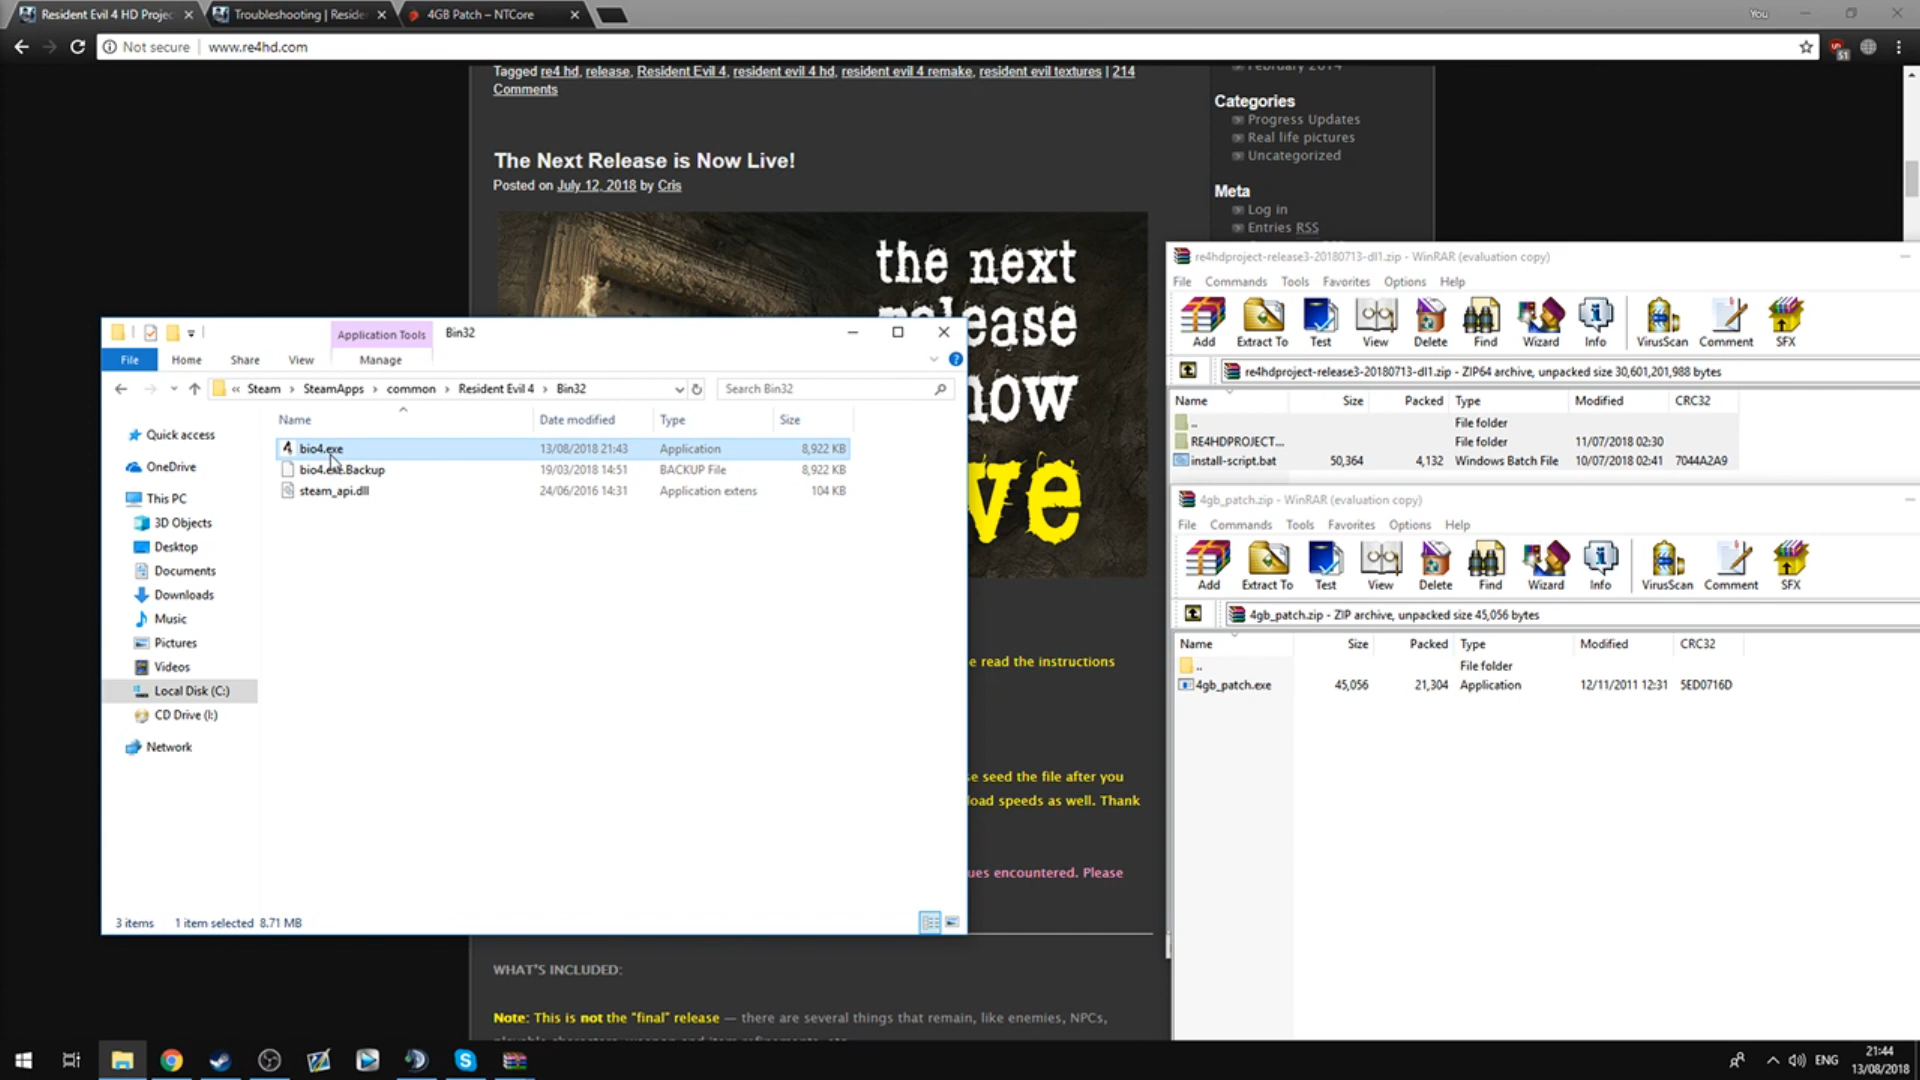 Resident Evil 4 HD Projec
Troubleshooting | Reside
4GB Patch – NTCore
You
Not secure
www.re4hd.com
51
Tagged re4 hd, release, Resident Evil 4, resident evil 4 hd, resident evil 4 remake, resident evil textures | 214
Comments
The Next Release is Now Live!
Posted on July 12, 2018 by Cris
the next
release
now
ve
February 2014
Categories
Progress Updates
Real life pictures
Uncategorized
Meta
Log in
Entries RSS
Application Tools
Bin32
File
Home
Share
View
Manage
« Steam › SteamApps › common › Resident Evil 4 › Bin32
Search Bin32
Name
Date modified
Type
Size
bio4.exe
13/08/2018 21:43
Application
8,922 KB
bio4.exe.Backup
19/03/2018 14:51
BACKUP File
8,922 KB
steam_api.dll
24/06/2016 14:31
Application extens
104 KB
Quick access
OneDrive
This PC
3D Objects
Desktop
Documents
Downloads
Music
Pictures
Videos
Local Disk (C:)
CD Drive (I:)
Network
3 items
1 item selected 8.71 MB
re4hdproject-release3-20180713-dl1.zip - WinRAR (evaluation copy)
File
Commands
Tools
Favorites
Options
Help
Add
Extract To
Test
View
Delete
Find
Wizard
Info
VirusScan
Comment
SFX
re4hdproject-release3-20180713-dl1.zip - ZIP64 archive, unpacked size 30,601,201,988 bytes
Name
Size
Packed
Type
Modified
CRC32
..
File folder
RE4HDPROJECT...
File folder
11/07/2018 02:30
install-script.bat
50,364
4,132
Windows Batch File
10/07/2018 02:41
7044A2A9
4gb_patch.zip - WinRAR (evaluation copy)
File
Commands
Tools
Favorites
Options
Help
Add
Extract To
Test
View
Delete
Find
Wizard
Info
VirusScan
Comment
SFX
4gb_patch.zip - ZIP archive, unpacked size 45,056 bytes
Name
Size
Packed
Type
Modified
CRC32
..
File folder
4gb_patch.exe
45,056
21,304
Application
12/11/2011 12:31
5ED0716D
e read the instructions
se seed the file after you
load speeds as well. Thank
ues encountered. Please
WHAT'S INCLUDED:
Note: This is not the "final" release — there are several things that remain, like enemies, NPCs,
ENG
21:44
13/08/2018